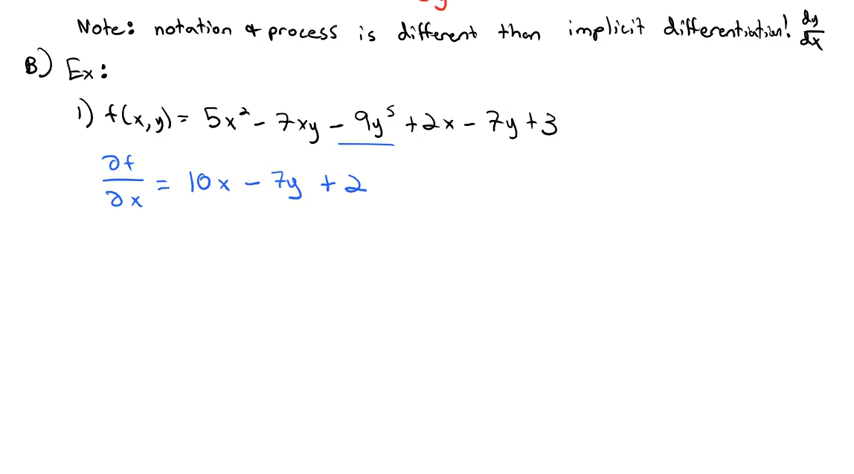 Note: notation & process is different than implicit differentiation! dy/dx
B) Ex:
1) f(x,y) = 5x² - 7xy - 9y⁵ + 2x - 7y + 3
∂f/∂x = 10x - 7y + 2